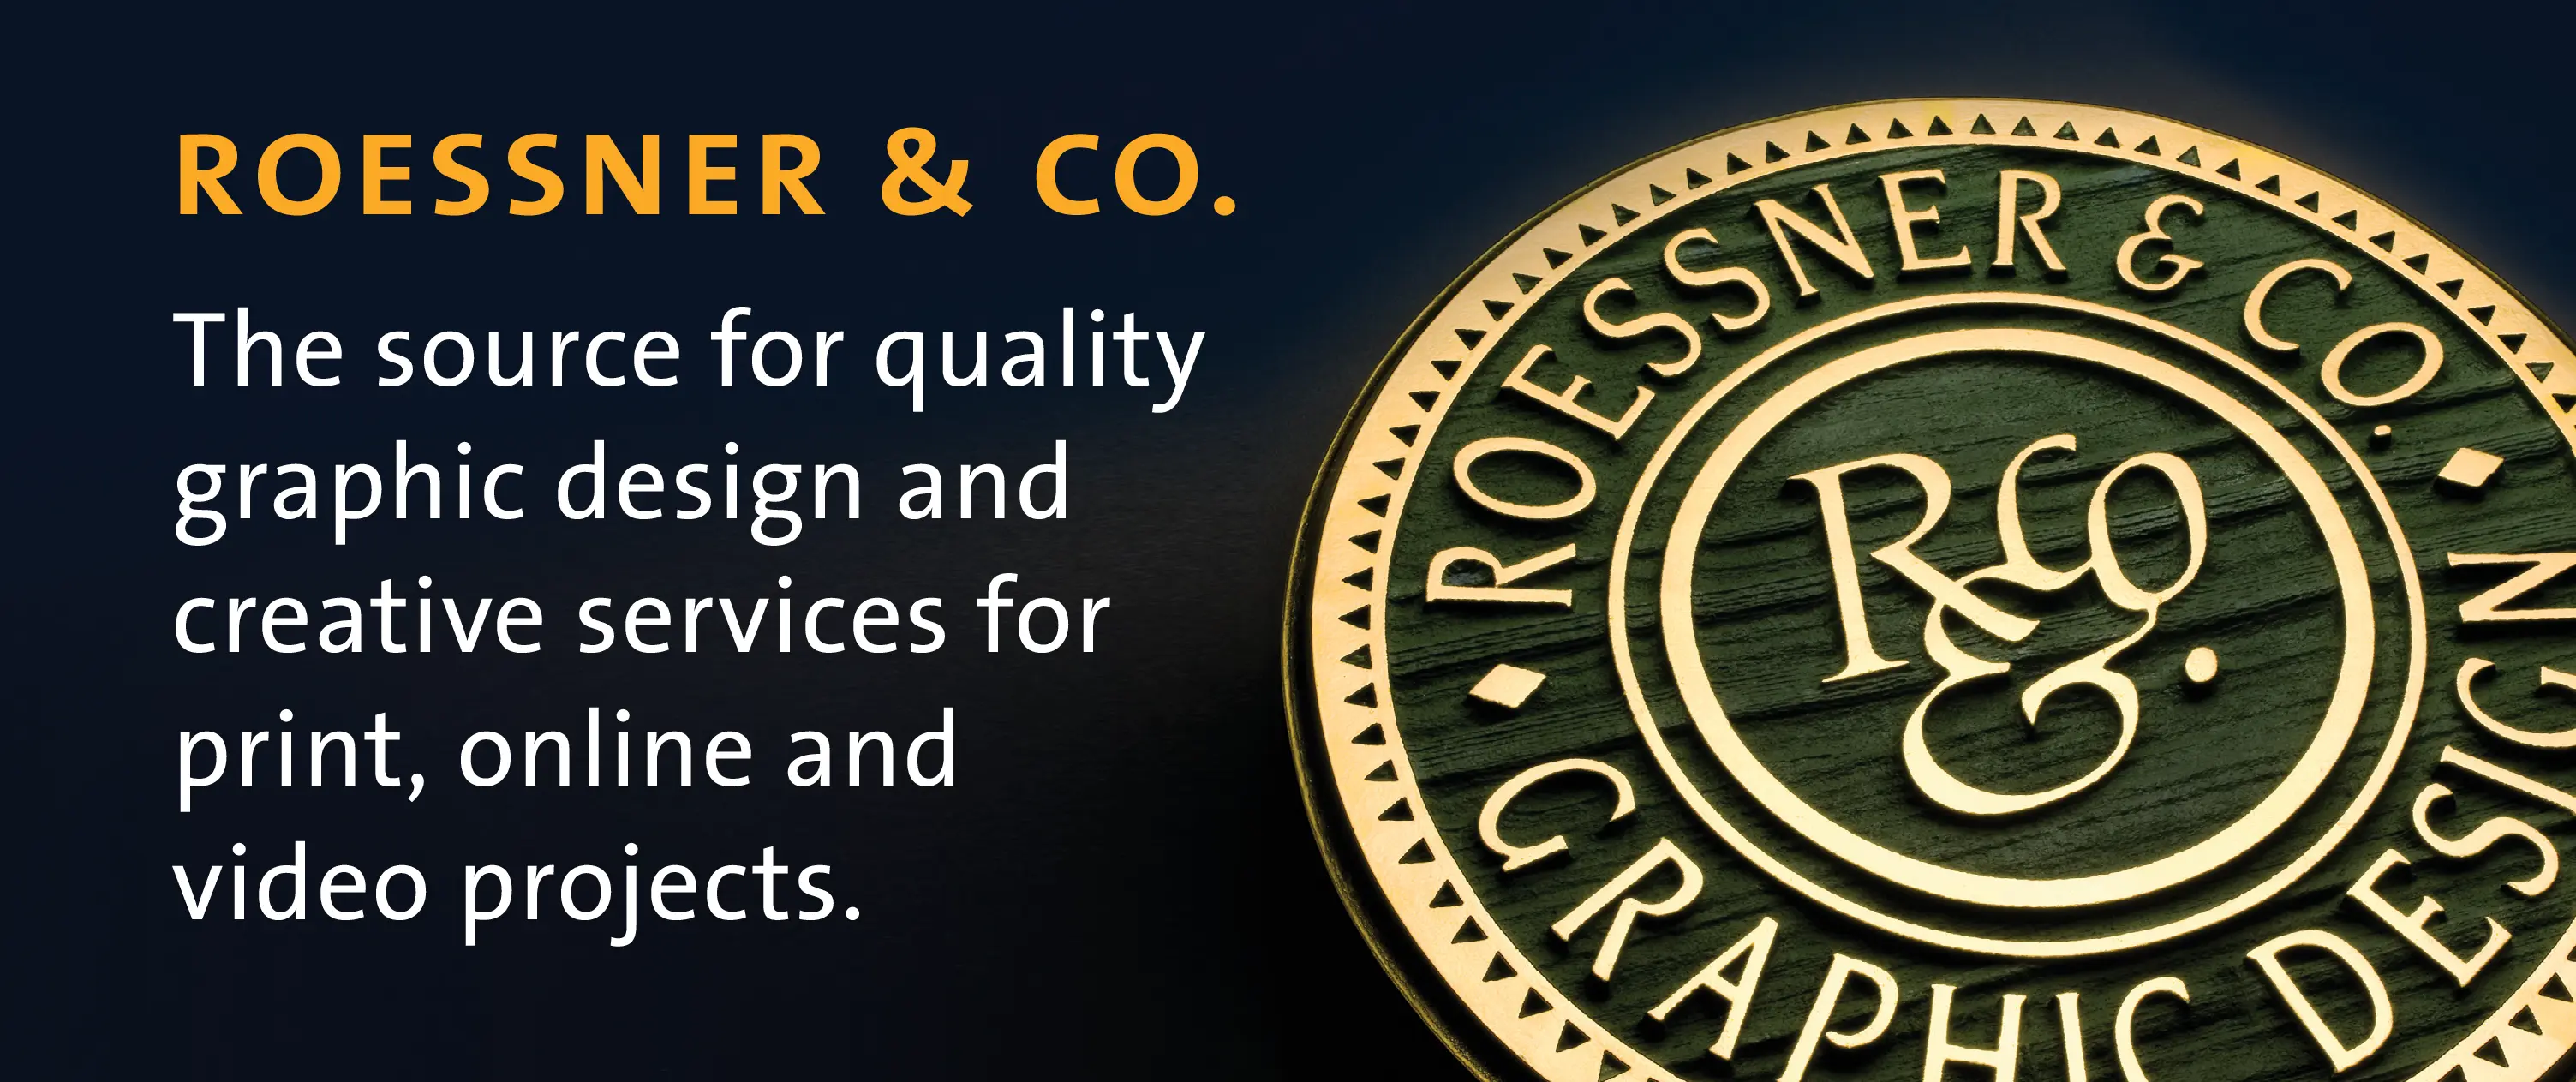 ROESSNER & CO.
The source for quality
graphic design and
creative services for
print, online and
video projects.
ROESSNER & CO.
R&CO.
GRAPHIC DESIGN